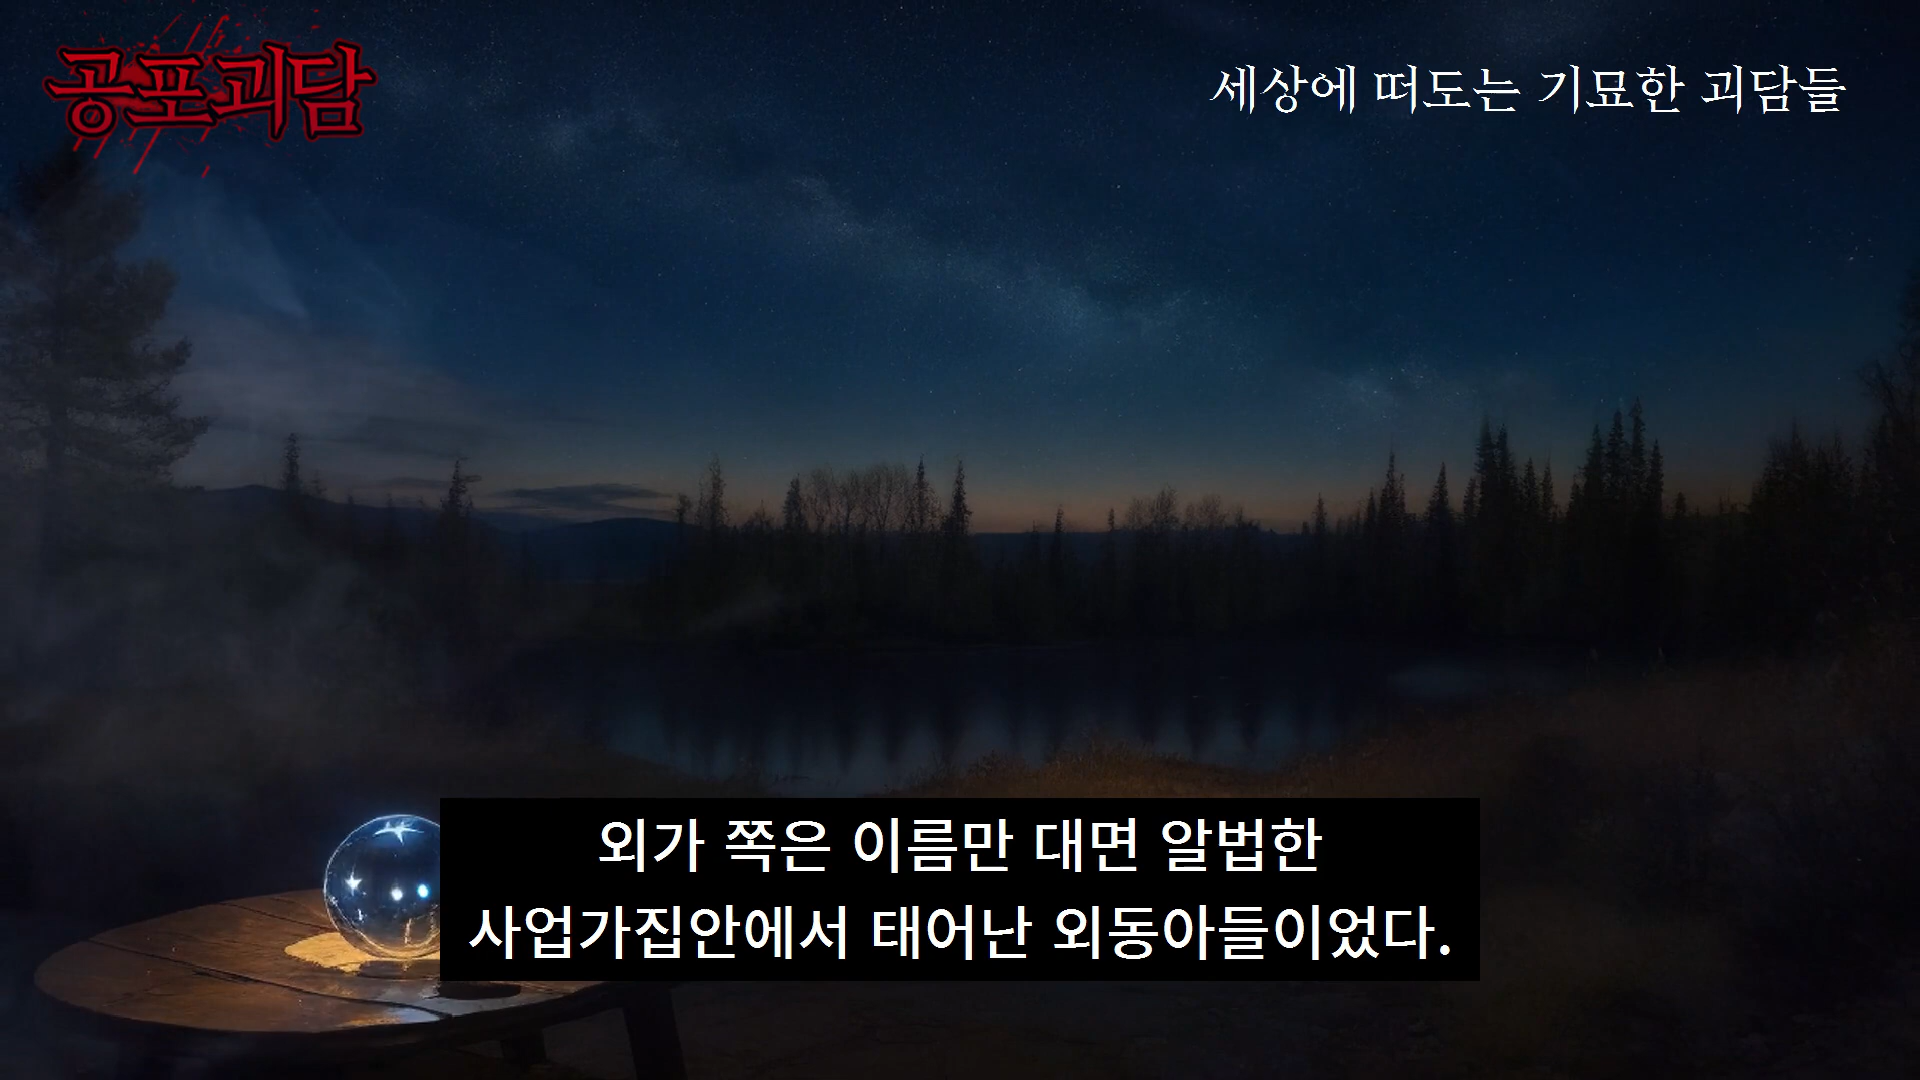 공포괴담
세상에 떠도는 기묘한 괴담들
외가 쪽은 이름만 대면 알법한
사업가집안에서 태어난 외동아들이었다.